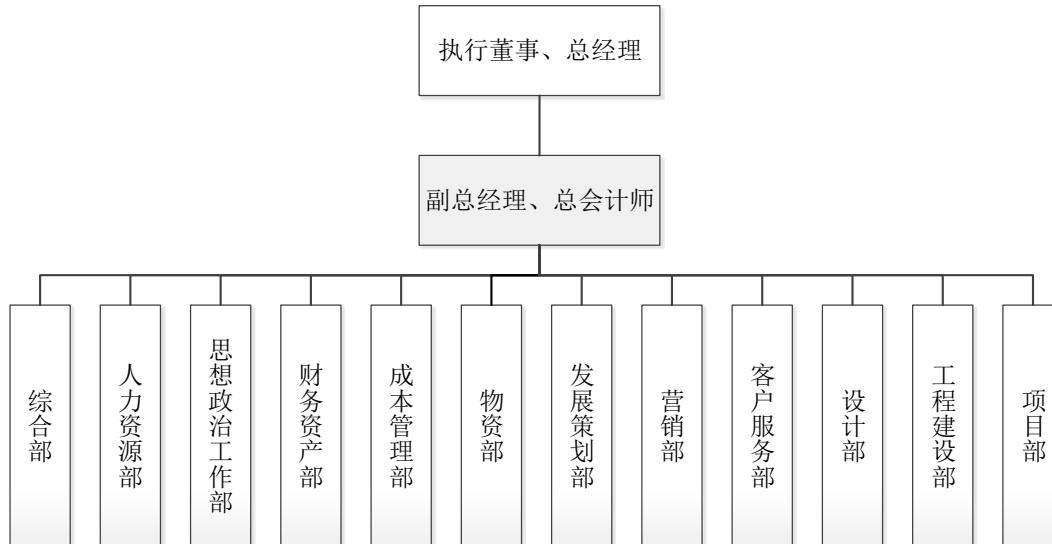 执行董事、总经理
副总经理、总会计师
综合部
人力资源部
思想政治工作部
财务资产部
成本管理部
物资部
发展策划部
营销部
客户服务部
设计部
工程建设部
项目部